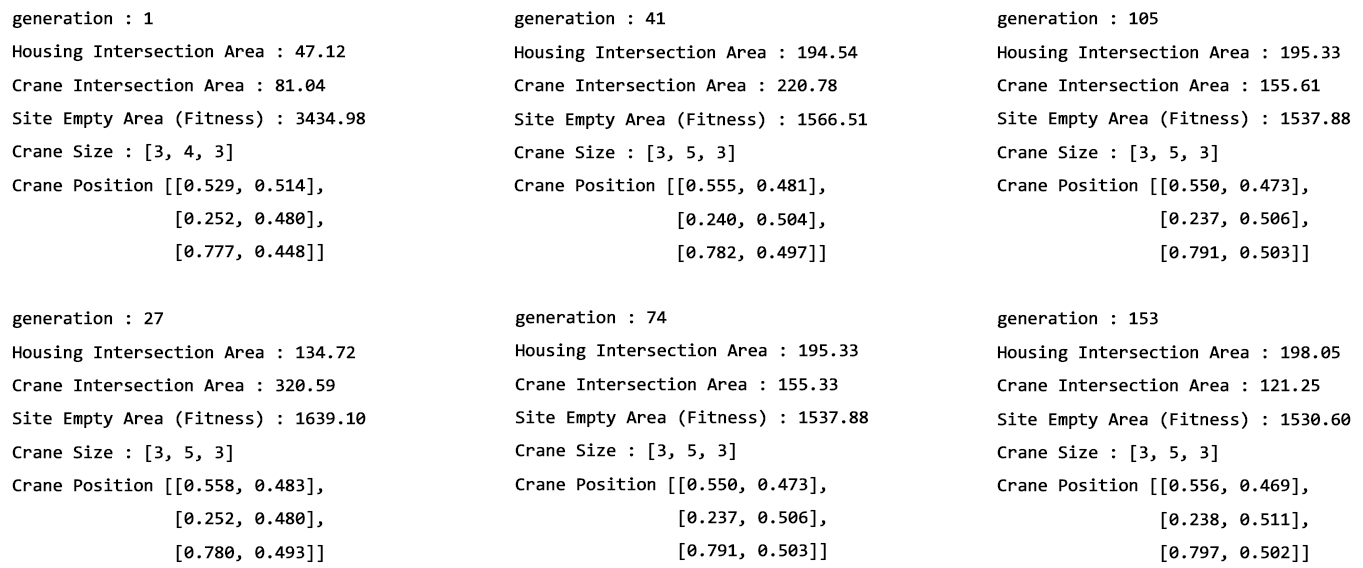 generation : 1
Housing Intersection Area : 47.12
Crane Intersection Area : 81.04
Site Empty Area (Fitness) : 3434.98
Crane Size : [3, 4, 3]
Crane Position [[0.529, 0.514],
[0.252, 0.480],
[0.777, 0.448]]
generation : 27
Housing Intersection Area : 134.72
Crane Intersection Area : 320.59
Site Empty Area (Fitness) : 1639.10
Crane Size : [3, 5, 3]
Crane Position [[0.558, 0.483],
[0.252, 0.480],
[0.780, 0.493]]
generation : 41
Housing Intersection Area : 194.54
Crane Intersection Area : 220.78
Site Empty Area (Fitness) : 1566.51
Crane Size : [3, 5, 3]
Crane Position [[0.555, 0.481],
[0.240, 0.504],
[0.782, 0.497]]
generation : 74
Housing Intersection Area : 195.33
Crane Intersection Area : 155.33
Site Empty Area (Fitness) : 1537.88
Crane Size : [3, 5, 3]
Crane Position [[0.550, 0.473],
[0.237, 0.506],
[0.791, 0.503]]
generation : 105
Housing Intersection Area : 195.33
Crane Intersection Area : 155.61
Site Empty Area (Fitness) : 1537.88
Crane Size : [3, 5, 3]
Crane Position [[0.550, 0.473],
[0.237, 0.506],
[0.791, 0.503]]
generation : 153
Housing Intersection Area : 198.05
Crane Intersection Area : 121.25
Site Empty Area (Fitness) : 1530.60
Crane Size : [3, 5, 3]
Crane Position [[0.556, 0.469],
[0.238, 0.511],
[0.797, 0.502]]